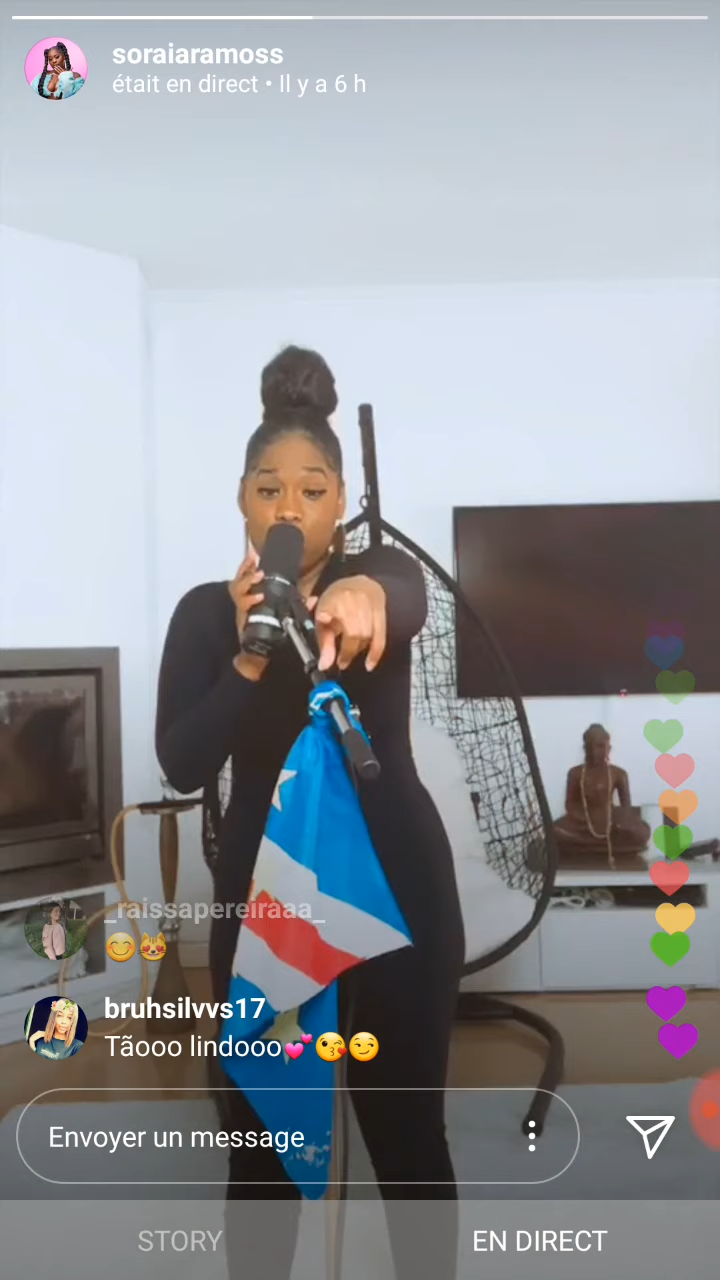 soraiaramoss
était en direct • Il y a 6 h
_raissapereiraaa_
😊😻
bruhsilvvs17
Tãooo lindooo💕😘😏
Envoyer un message
STORY
EN DIRECT